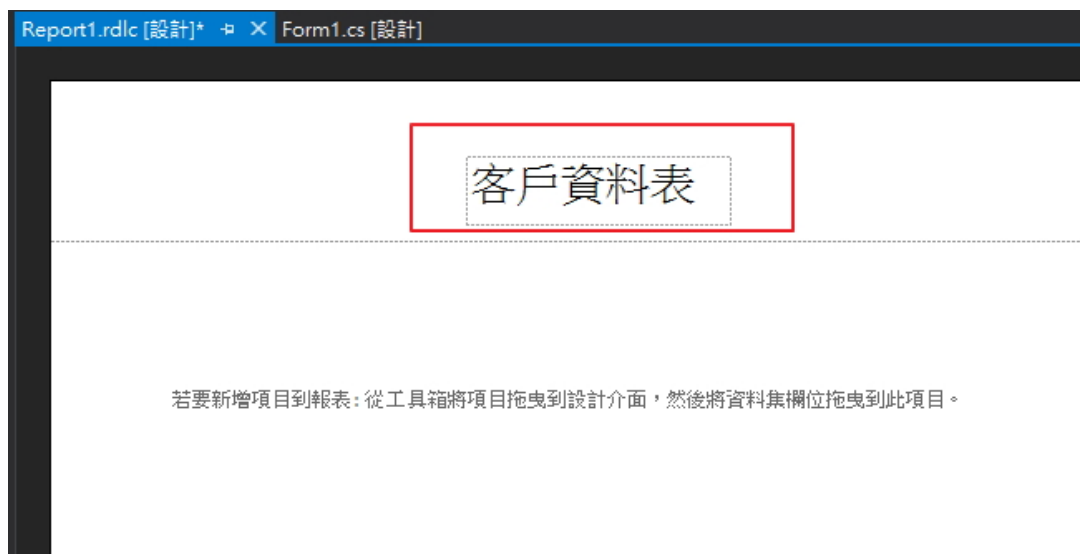 Report1.rdlc [設計]* Form1.cs [設計]
客戶資料表
若要新增項目到報表:從工具箱將項目拖曳到設計介面，然後將資料集欄位拖曳到此項目。